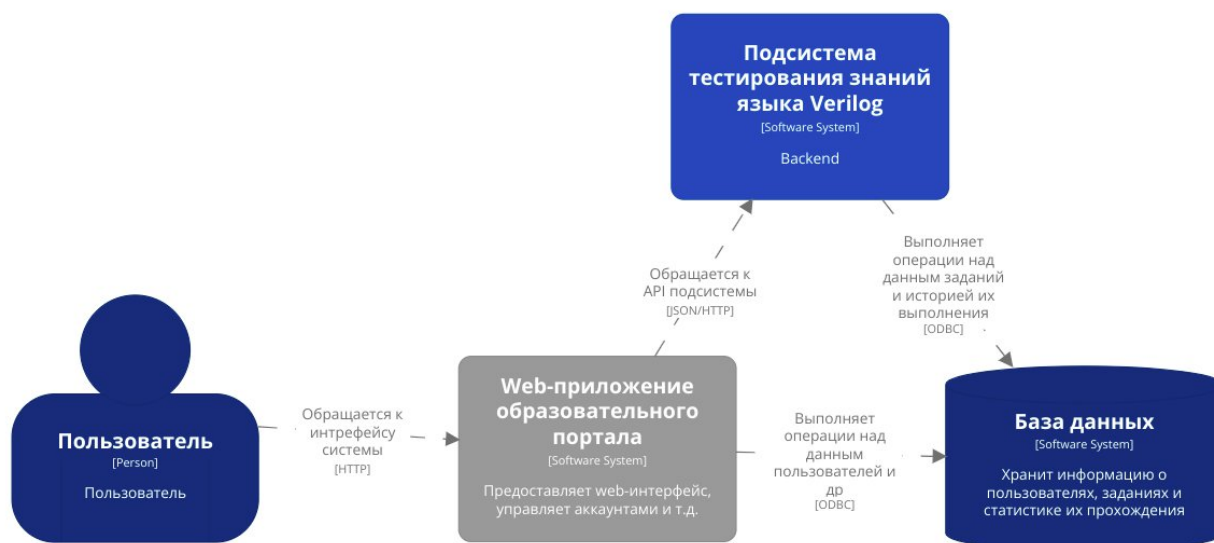 Подсистема
тестирования знаний
языка Verilog
[Software System]
Backend
Обращается к
API подсистемы
[JSON/HTTP]
Выполняет
операции над
данным заданий
и историей их
выполнения
[ODBC]
Пользователь
[Person]
Пользователь
Обращается к
интрефейсу
системы
[HTTP]
Web-приложение
образовательного
портала
[Software System]
Предоставляет web-интерфейс,
управляет аккаунтами и т.д.
Выполняет
операции над
данным
пользователей и
др
[ODBC]
База данных
[Software System]
Хранит информацию о
пользователях, заданиях и
статистике их прохождения